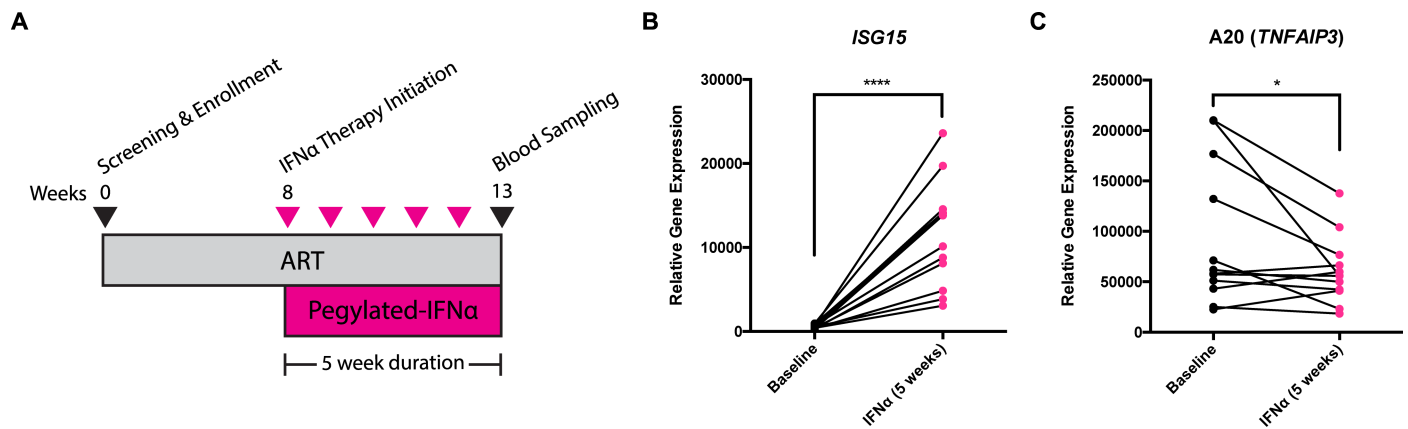 A
Screening & Enrollment
IFNα Therapy Initiation
Blood Sampling
Weeks 0 8 13
ART
Pegylated-IFNα
5 week duration
B
ISG15
Relative Gene Expression
30000
20000
10000
0
****
Baseline
IFNα (5 weeks)
C
A20 (TNFAIP3)
Relative Gene Expression
250000
200000
150000
100000
50000
0
*
Baseline
IFNα (5 weeks)